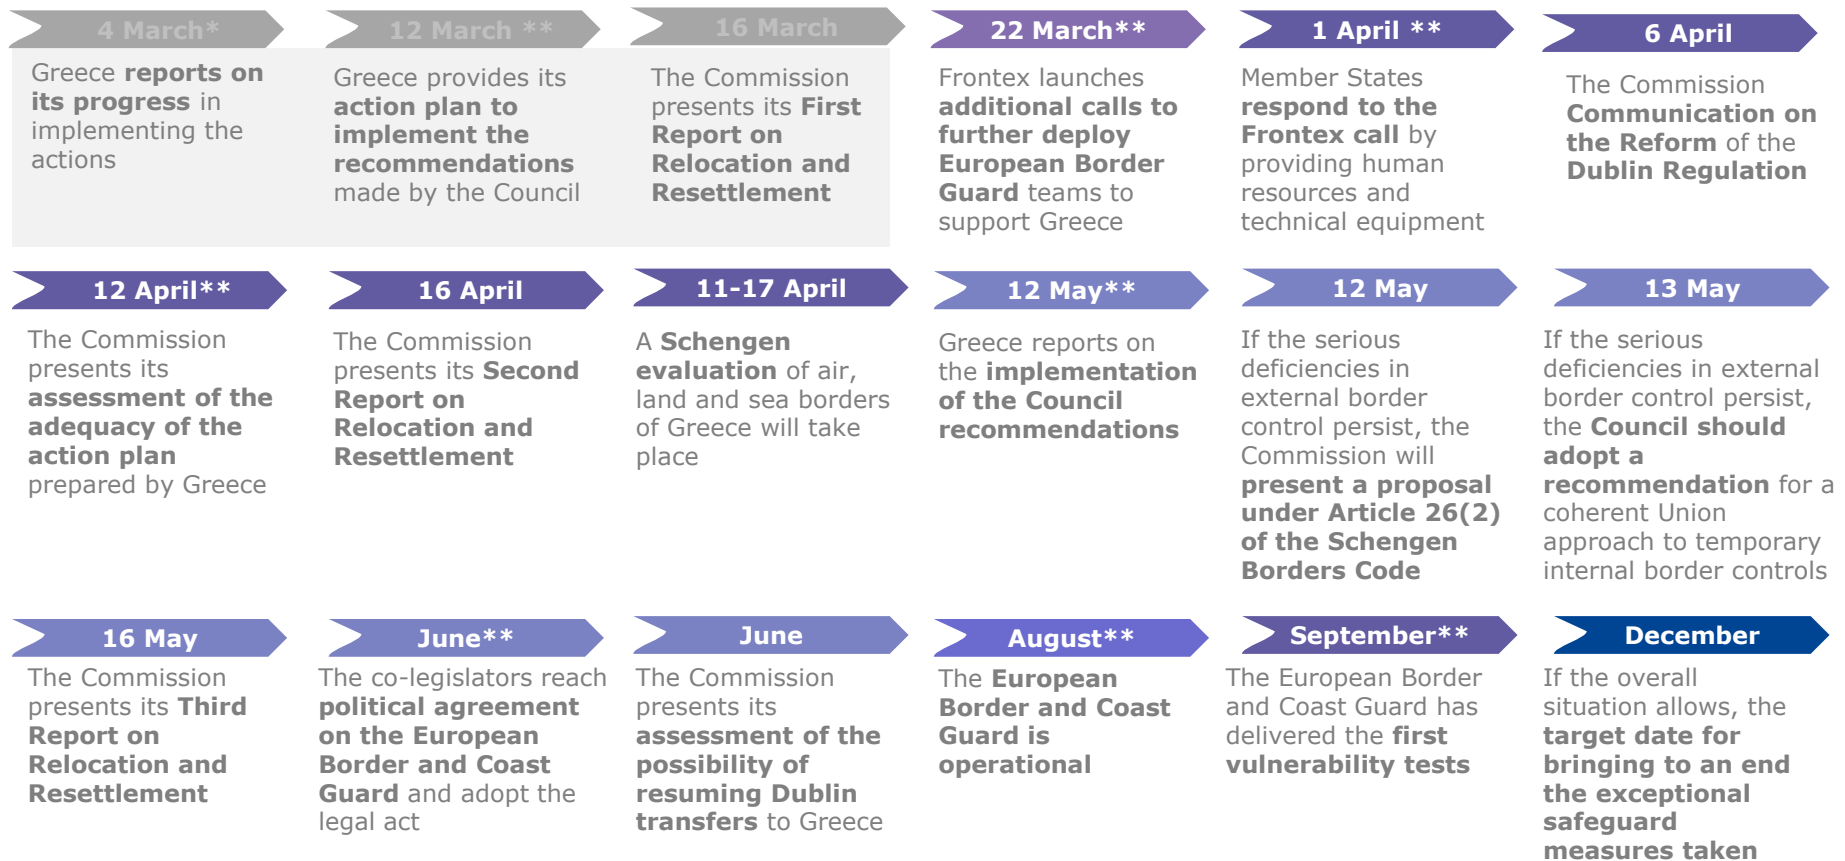 4 March*
Greece reports on
its progress in
implementing the
actions
12 March **
Greece provides its
action plan to
implement the
recommendations
made by the Council
16 March
The Commission
presents its First
Report on
Relocation and
Resettlement
22 March**
Frontex launches
additional calls to
further deploy
European Border
Guard teams to
support Greece
1 April **
Member States
respond to the
Frontex call by
providing human
resources and
technical equipment
6 April
The Commission
Communication on
the Reform of the
Dublin Regulation
12 April**
The Commission
presents its
assessment of the
adequacy of the
action plan
prepared by Greece
16 April
The Commission
presents its Second
Report on
Relocation and
Resettlement
11-17 April
A Schengen
evaluation of air,
land and sea borders
of Greece will take
place
12 May**
Greece reports on
the implementation
of the Council
recommendations
12 May
If the serious
deficiencies in
external border
control persist, the
Commission will
present a proposal
under Article 26(2)
of the Schengen
Borders Code
13 May
If the serious
deficiencies in external
border control persist,
the Council should
adopt a
recommendation for a
coherent Union
approach to temporary
internal border controls
16 May
The Commission
presents its Third
Report on
Relocation and
Resettlement
June**
The co-legislators reach
political agreement
on the European
Border and Coast
Guard and adopt the
legal act
June
The Commission
presents its
assessment of the
possibility of
resuming Dublin
transfers to Greece
August**
The European
Border and Coast
Guard is
operational
September**
The European Border
and Coast Guard has
delivered the first
vulnerability tests
December
If the overall
situation allows, the
target date for
bringing to an end
the exceptional
safeguard
measures taken